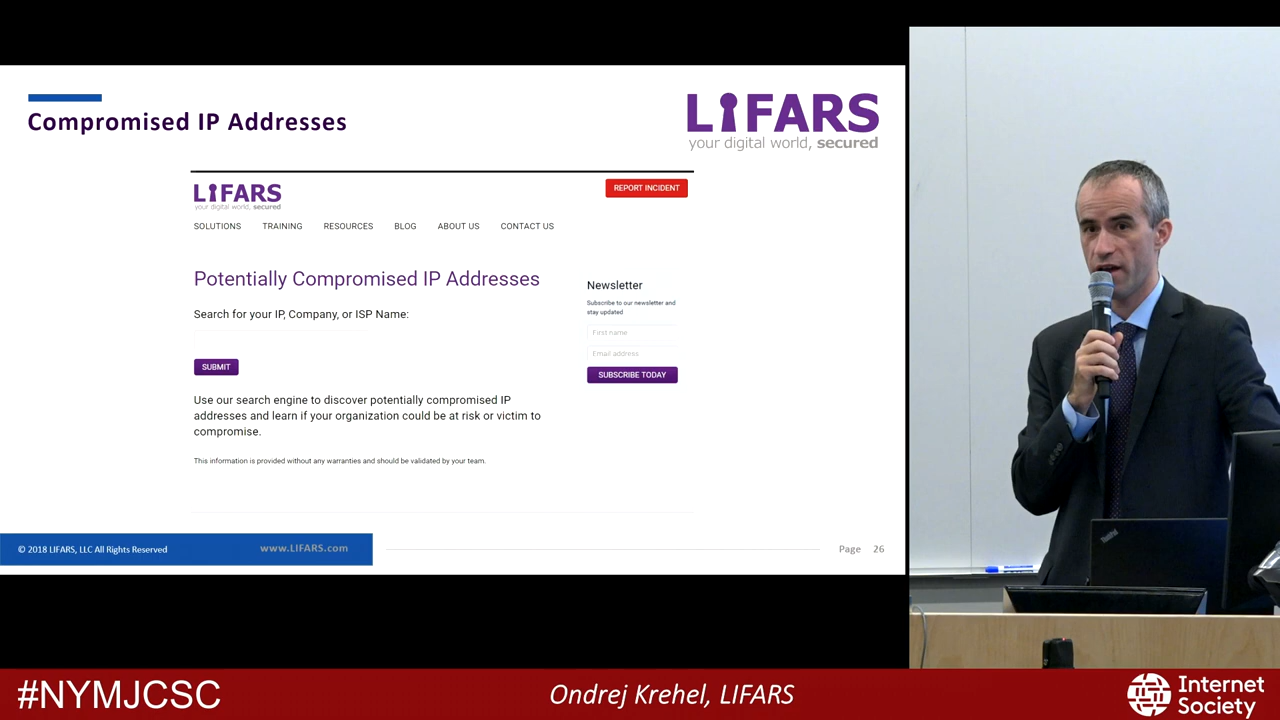 Compromised IP Addresses
LIFARS
your digital world, secured
LIFARS
your digital world, secured
REPORT INCIDENT
SOLUTIONS TRAINING RESOURCES BLOG ABOUT US CONTACT US
Potentially Compromised IP Addresses
Search for your IP, Company, or ISP Name:
SUBMIT
Use our search engine to discover potentially compromised IP
addresses and learn if your organization could be at risk or victim to
compromise.
This information is provided without any warranties and should be validated by your team.
Newsletter
Subscribe to our newsletter and
stay updated
First name
Email address
SUBSCRIBE TODAY
© 2018 LIFARS, LLC All Rights Reserved
www.LIFARS.com
Page 26
ThinkPad
#NYMJCSC
Ondrej Krehel, LIFARS
Internet
Society